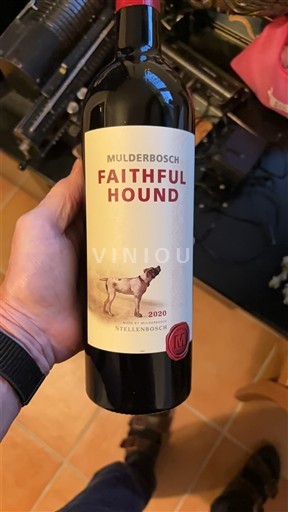 MULDERBOSCH
FAITHFUL
HOUND
VINIOU
2020
STELLENBOSCH
M